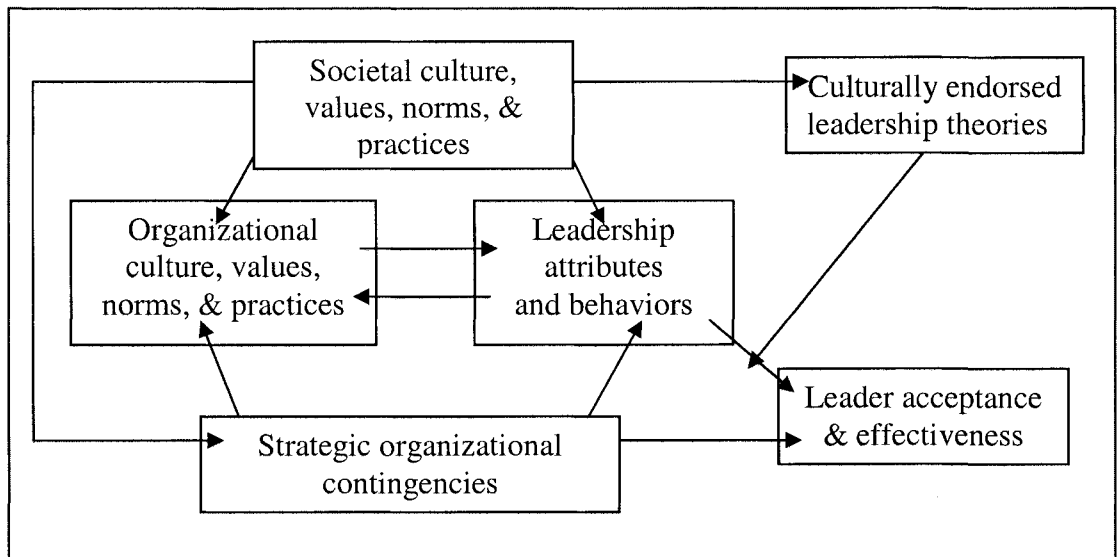 Societal culture,
values, norms, &
practices
Culturally endorsed
leadership theories
Organizational
culture, values,
norms, & practices
Leadership
attributes
and behaviors
Leader acceptance
& effectiveness
Strategic organizational
contingencies